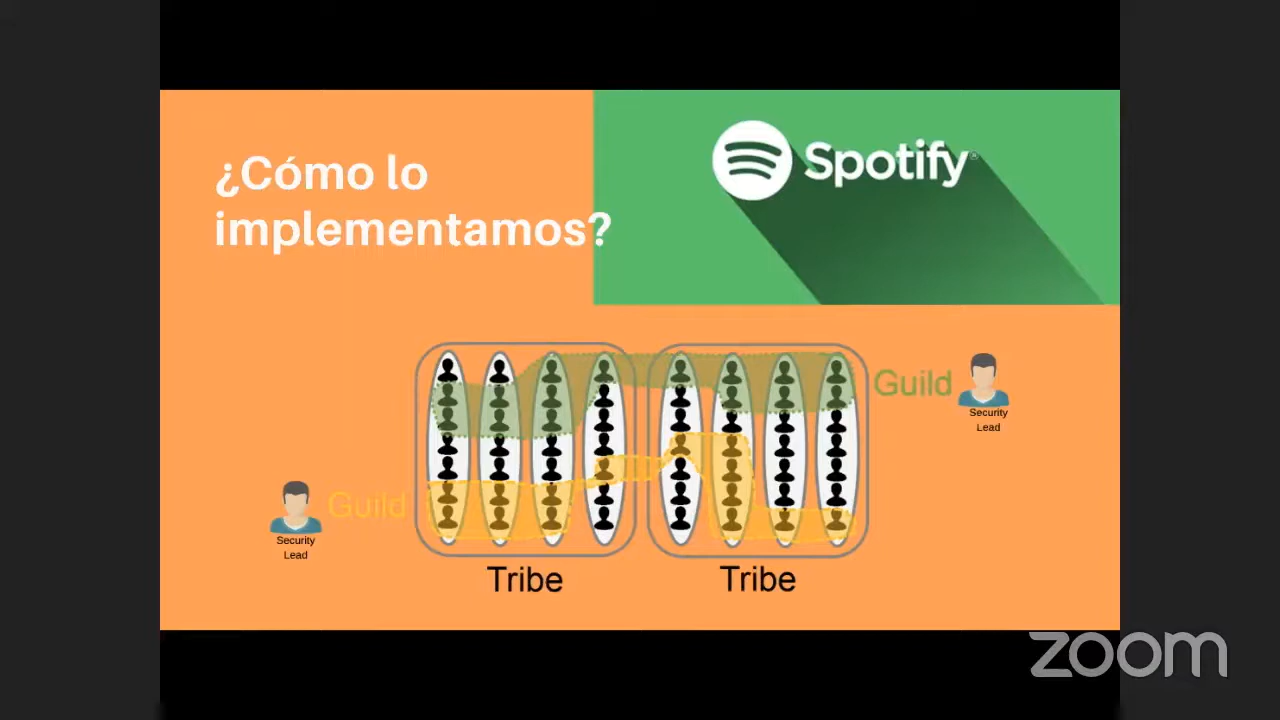 ¿Cómo lo
implementamos?
Spotify®
Guild
Security
Lead
Guild
Security
Lead
Tribe
Tribe
zoom